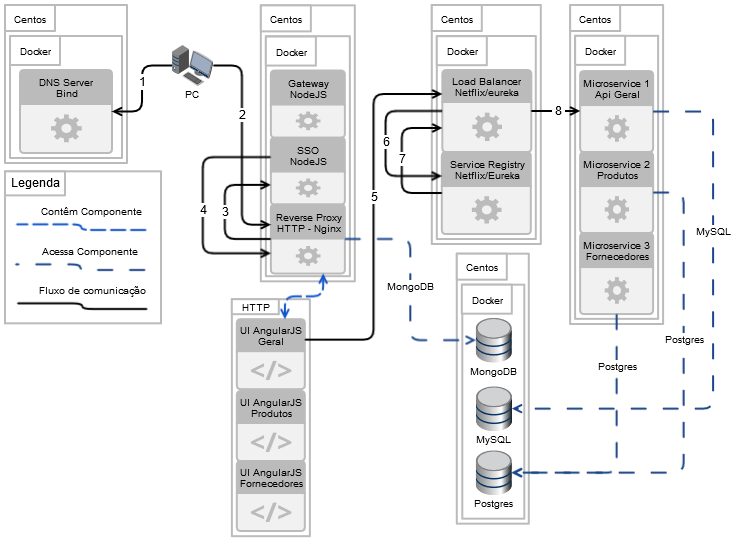 Centos
Docker
DNS Server
Bind
1
PC
2
Centos
Docker
Gateway
NodeJS
SSO
NodeJS
Reverse Proxy
HTTP - Nginx
4
3
Centos
Docker
Load Balancer
Netflix/eureka
Service Registry
Netflix/Eureka
5
6
7
8
Centos
Docker
Microservice 1
Api Geral
Microservice 2
Produtos
Microservice 3
Fornecedores
MySQL
Postgres
Postgres
Legenda
Contêm Componente
Acessa Componente
Fluxo de comunicação
HTTP
UI AngularJS
Geral
</>
UI AngularJS
Produtos
</>
UI AngularJS
Fornecedores
</>
MongoDB
Centos
Docker
MongoDB
MySQL
Postgres